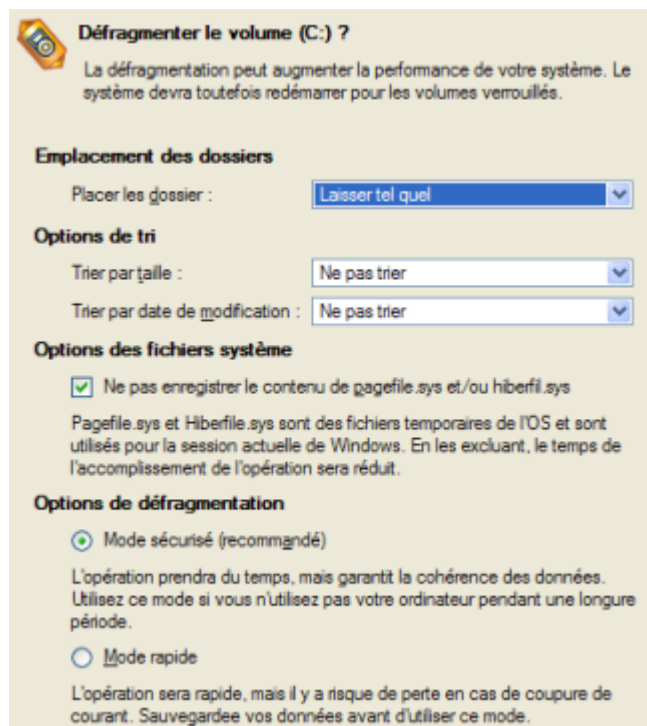 Défragmenter le volume (C:) ?
La défragmentation peut augmenter la performance de votre système. Le
système devra toutefois redémarrer pour les volumes verrouillés.
Emplacement des dossiers
Placer les dossier : Laisser tel quel
Options de tri
Trier par taille : Ne pas trier
Trier par date de modification : Ne pas trier
Options des fichiers système
Ne pas enregistrer le contenu de pagefile.sys et/ou hiberfil.sys
Pagefile.sys et Hiberfile.sys sont des fichiers temporaires de l'OS et sont
utilisés pour la session actuelle de Windows. En les excluant, le temps de
l'accomplissement de l'opération sera réduit.
Options de défragmentation
Mode sécurisé (recommandé)
L'opération prendra du temps, mais garantit la cohérence des données.
Utilisez ce mode si vous n'utilisez pas votre ordinateur pendant une longure
période.
Mode rapide
L'opération sera rapide, mais il y a risque de perte en cas de coupure de
courant. Sauvegardee vos données avant d'utiliser ce mode.